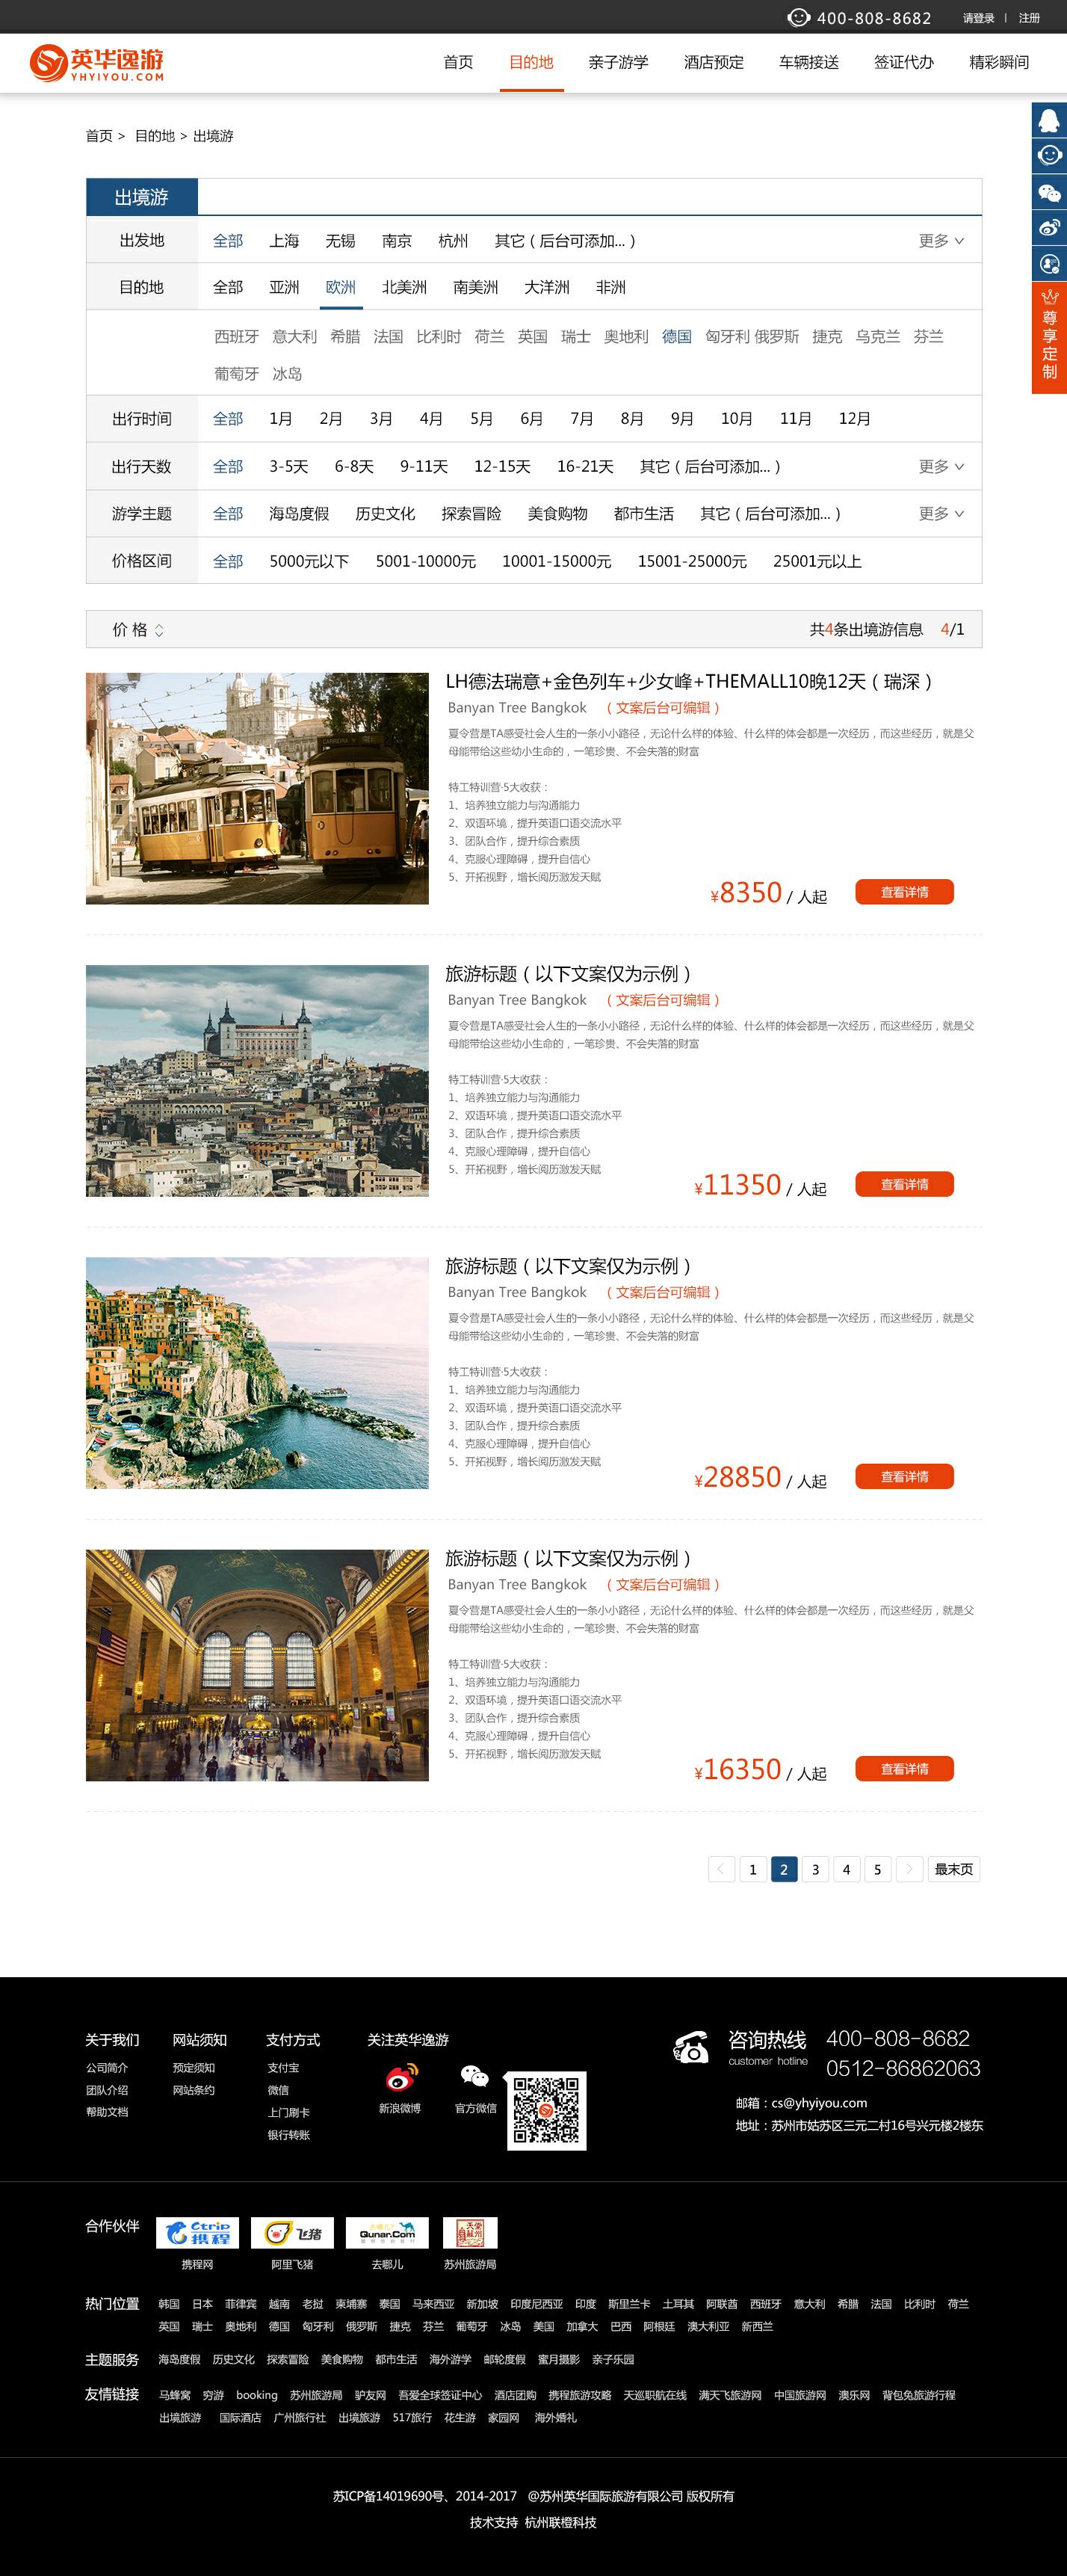 400-808-8682 请登录 | 注册
英华逸游
YHYIYOU.COM
首页 目的地 亲子游学 酒店预定 车辆接送 签证代办 精彩瞬间
首页 > 目的地 > 出境游
尊享定制
出境游
出发地 全部 上海 无锡 南京 杭州 其它（后台可添加...） 更多
目的地 全部 亚洲 欧洲 北美洲 南美洲 大洋洲 非洲
西班牙 意大利 希腊 法国 比利时 荷兰 英国 瑞士 奥地利 德国 匈牙利 俄罗斯 捷克 乌克兰 芬兰
葡萄牙 冰岛
出行时间 全部 1月 2月 3月 4月 5月 6月 7月 8月 9月 10月 11月 12月
出行天数 全部 3-5天 6-8天 9-11天 12-15天 16-21天 其它（后台可添加...） 更多
游学主题 全部 海岛度假 历史文化 探索冒险 美食购物 都市生活 其它（后台可添加...） 更多
价格区间 全部 5000元以下 5001-10000元 10001-15000元 15001-25000元 25001元以上
价 格 共4条出境游信息 4/1
LH德法瑞意+金色列车+少女峰+THEMALL10晚12天（瑞深）
Banyan Tree Bangkok （文案后台可编辑）
夏令营是TA感受社会人生的一条小小路径，无论什么样的体验、什么样的体会都是一次经历，而这些经历，就是父
母能带给这些幼小生命的，一笔珍贵、不会失落的财富
特工特训营·5大收获：
1、培养独立能力与沟通能力
2、双语环境，提升英语口语交流水平
3、团队合作，提升综合素质
4、克服心理障碍，提升自信心
5、开拓视野，增长阅历激发天赋
¥8350 / 人起 查看详情
旅游标题（以下文案仅为示例）
Banyan Tree Bangkok （文案后台可编辑）
夏令营是TA感受社会人生的一条小小路径，无论什么样的体验、什么样的体会都是一次经历，而这些经历，就是父
母能带给这些幼小生命的，一笔珍贵、不会失落的财富
特工特训营·5大收获：
1、培养独立能力与沟通能力
2、双语环境，提升英语口语交流水平
3、团队合作，提升综合素质
4、克服心理障碍，提升自信心
5、开拓视野，增长阅历激发天赋
¥11350 / 人起 查看详情
旅游标题（以下文案仅为示例）
Banyan Tree Bangkok （文案后台可编辑）
夏令营是TA感受社会人生的一条小小路径，无论什么样的体验、什么样的体会都是一次经历，而这些经历，就是父
母能带给这些幼小生命的，一笔珍贵、不会失落的财富
特工特训营·5大收获：
1、培养独立能力与沟通能力
2、双语环境，提升英语口语交流水平
3、团队合作，提升综合素质
4、克服心理障碍，提升自信心
5、开拓视野，增长阅历激发天赋
¥28850 / 人起 查看详情
旅游标题（以下文案仅为示例）
Banyan Tree Bangkok （文案后台可编辑）
夏令营是TA感受社会人生的一条小小路径，无论什么样的体验、什么样的体会都是一次经历，而这些经历，就是父
母能带给这些幼小生命的，一笔珍贵、不会失落的财富
特工特训营·5大收获：
1、培养独立能力与沟通能力
2、双语环境，提升英语口语交流水平
3、团队合作，提升综合素质
4、克服心理障碍，提升自信心
5、开拓视野，增长阅历激发天赋
¥16350 / 人起 查看详情
< 1 2 3 4 5 > 最末页
关于我们 网站须知 支付方式 关注英华逸游 咨询热线 400-808-8682
customer hotline 0512-86862063
公司简介 预定须知 支付宝
团队介绍 网站条约 微信
帮助文档 上门刷卡
银行转账
新浪微博 官方微信
邮箱：cs@yhyiyou.com
地址：苏州市姑苏区三元二村16号兴元楼2楼东
合作伙伴 Ctrip 携程 飞猪 Qunar.Com
携程网 阿里飞猪 去哪儿 苏州旅游局
热门位置 韩国 日本 菲律宾 越南 老挝 柬埔寨 泰国 马来西亚 新加坡 印度尼西亚 印度 斯里兰卡 土耳其 阿联酋 西班牙 意大利 希腊 法国 比利时 荷兰
英国 瑞士 奥地利 德国 匈牙利 俄罗斯 捷克 芬兰 葡萄牙 冰岛 美国 加拿大 巴西 阿根廷 澳大利亚 新西兰
主题服务 海岛度假 历史文化 探索冒险 美食购物 都市生活 海外游学 邮轮度假 蜜月摄影 亲子乐园
友情链接 马蜂窝 穷游 booking 苏州旅游局 驴友网 吾爱全球签证中心 酒店团购 携程旅游攻略 天巡职航在线 满天飞旅游网 中国旅游网 澳乐网 背包兔旅游行程
出境旅游 国际酒店 广州旅行社 出境旅游 517旅行 花生游 家园网 海外婚礼
苏ICP备14019690号、2014-2017 @苏州英华国际旅游有限公司 版权所有
技术支持 杭州联橙科技